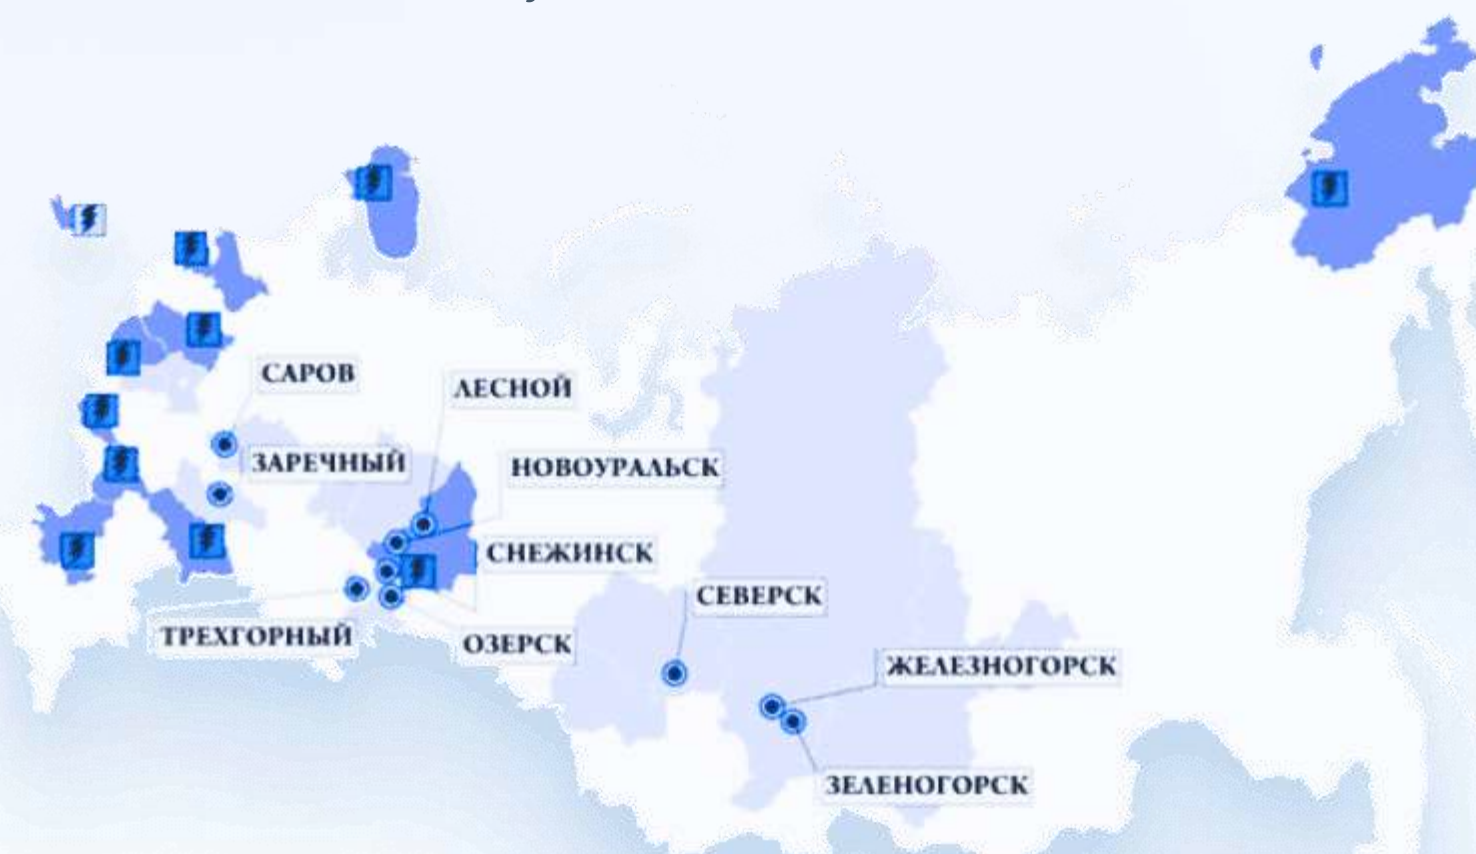 САРОВ
ЛЕСНОЙ
ЗАРЕЧНЫЙ
НОВОУРАЛЬСК
СНЕЖИНСК
СЕВЕРСК
ТРЕХГОРНЫЙ
ОЗЕРСК
ЖЕЛЕЗНОГОРСК
ЗЕЛЕНОГОРСК